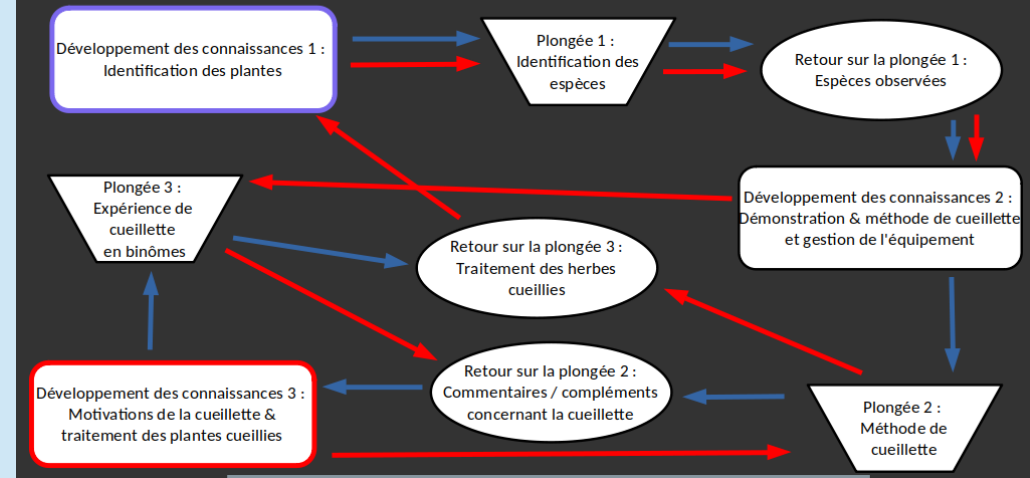 Développement des connaissances 1 :
Identification des plantes
Plongée 1 :
Identification des
espèces
Retour sur la plongée 1 :
Espèces observées
Plongée 3 :
Expérience de
cueillette
en binômes
Développement des connaissances 2 :
Démonstration & méthode de cueillette
et gestion de l'équipement
Retour sur la plongée 3 :
Traitement des herbes
cueillies
Retour sur la plongée 2 :
Commentaires / compléments
concernant la cueillette
Développement des connaissances 3 :
Motivations de la cueillette &
traitement des plantes cueillies
Plongée 2 :
Méthode de
cueillette